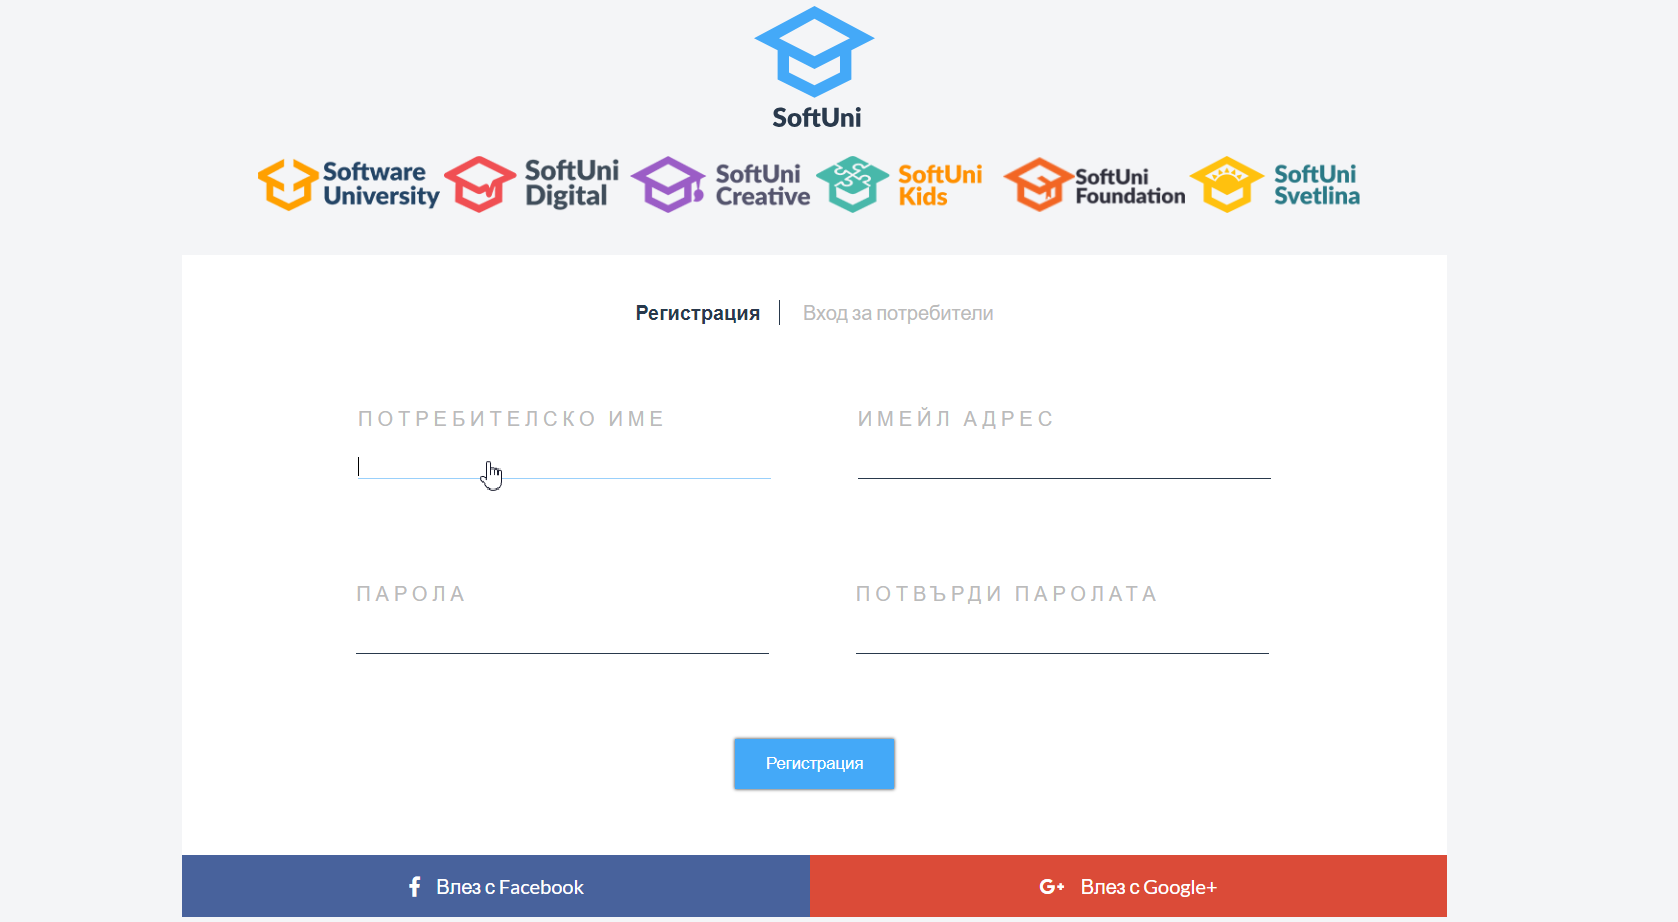 SoftUni
Software University
SoftUni Digital
SoftUni Creative
SoftUni Kids
SoftUni Foundation
SoftUni Svetlina
Регистрация
Вход за потребители
ПОТРЕБИТЕЛСКО ИМЕ
ИМЕЙЛ АДРЕС
ПАРОЛА
ПОТВЪРДИ ПАРОЛАТА
Регистрация
f Влез с Facebook
G+ Влез с Google+